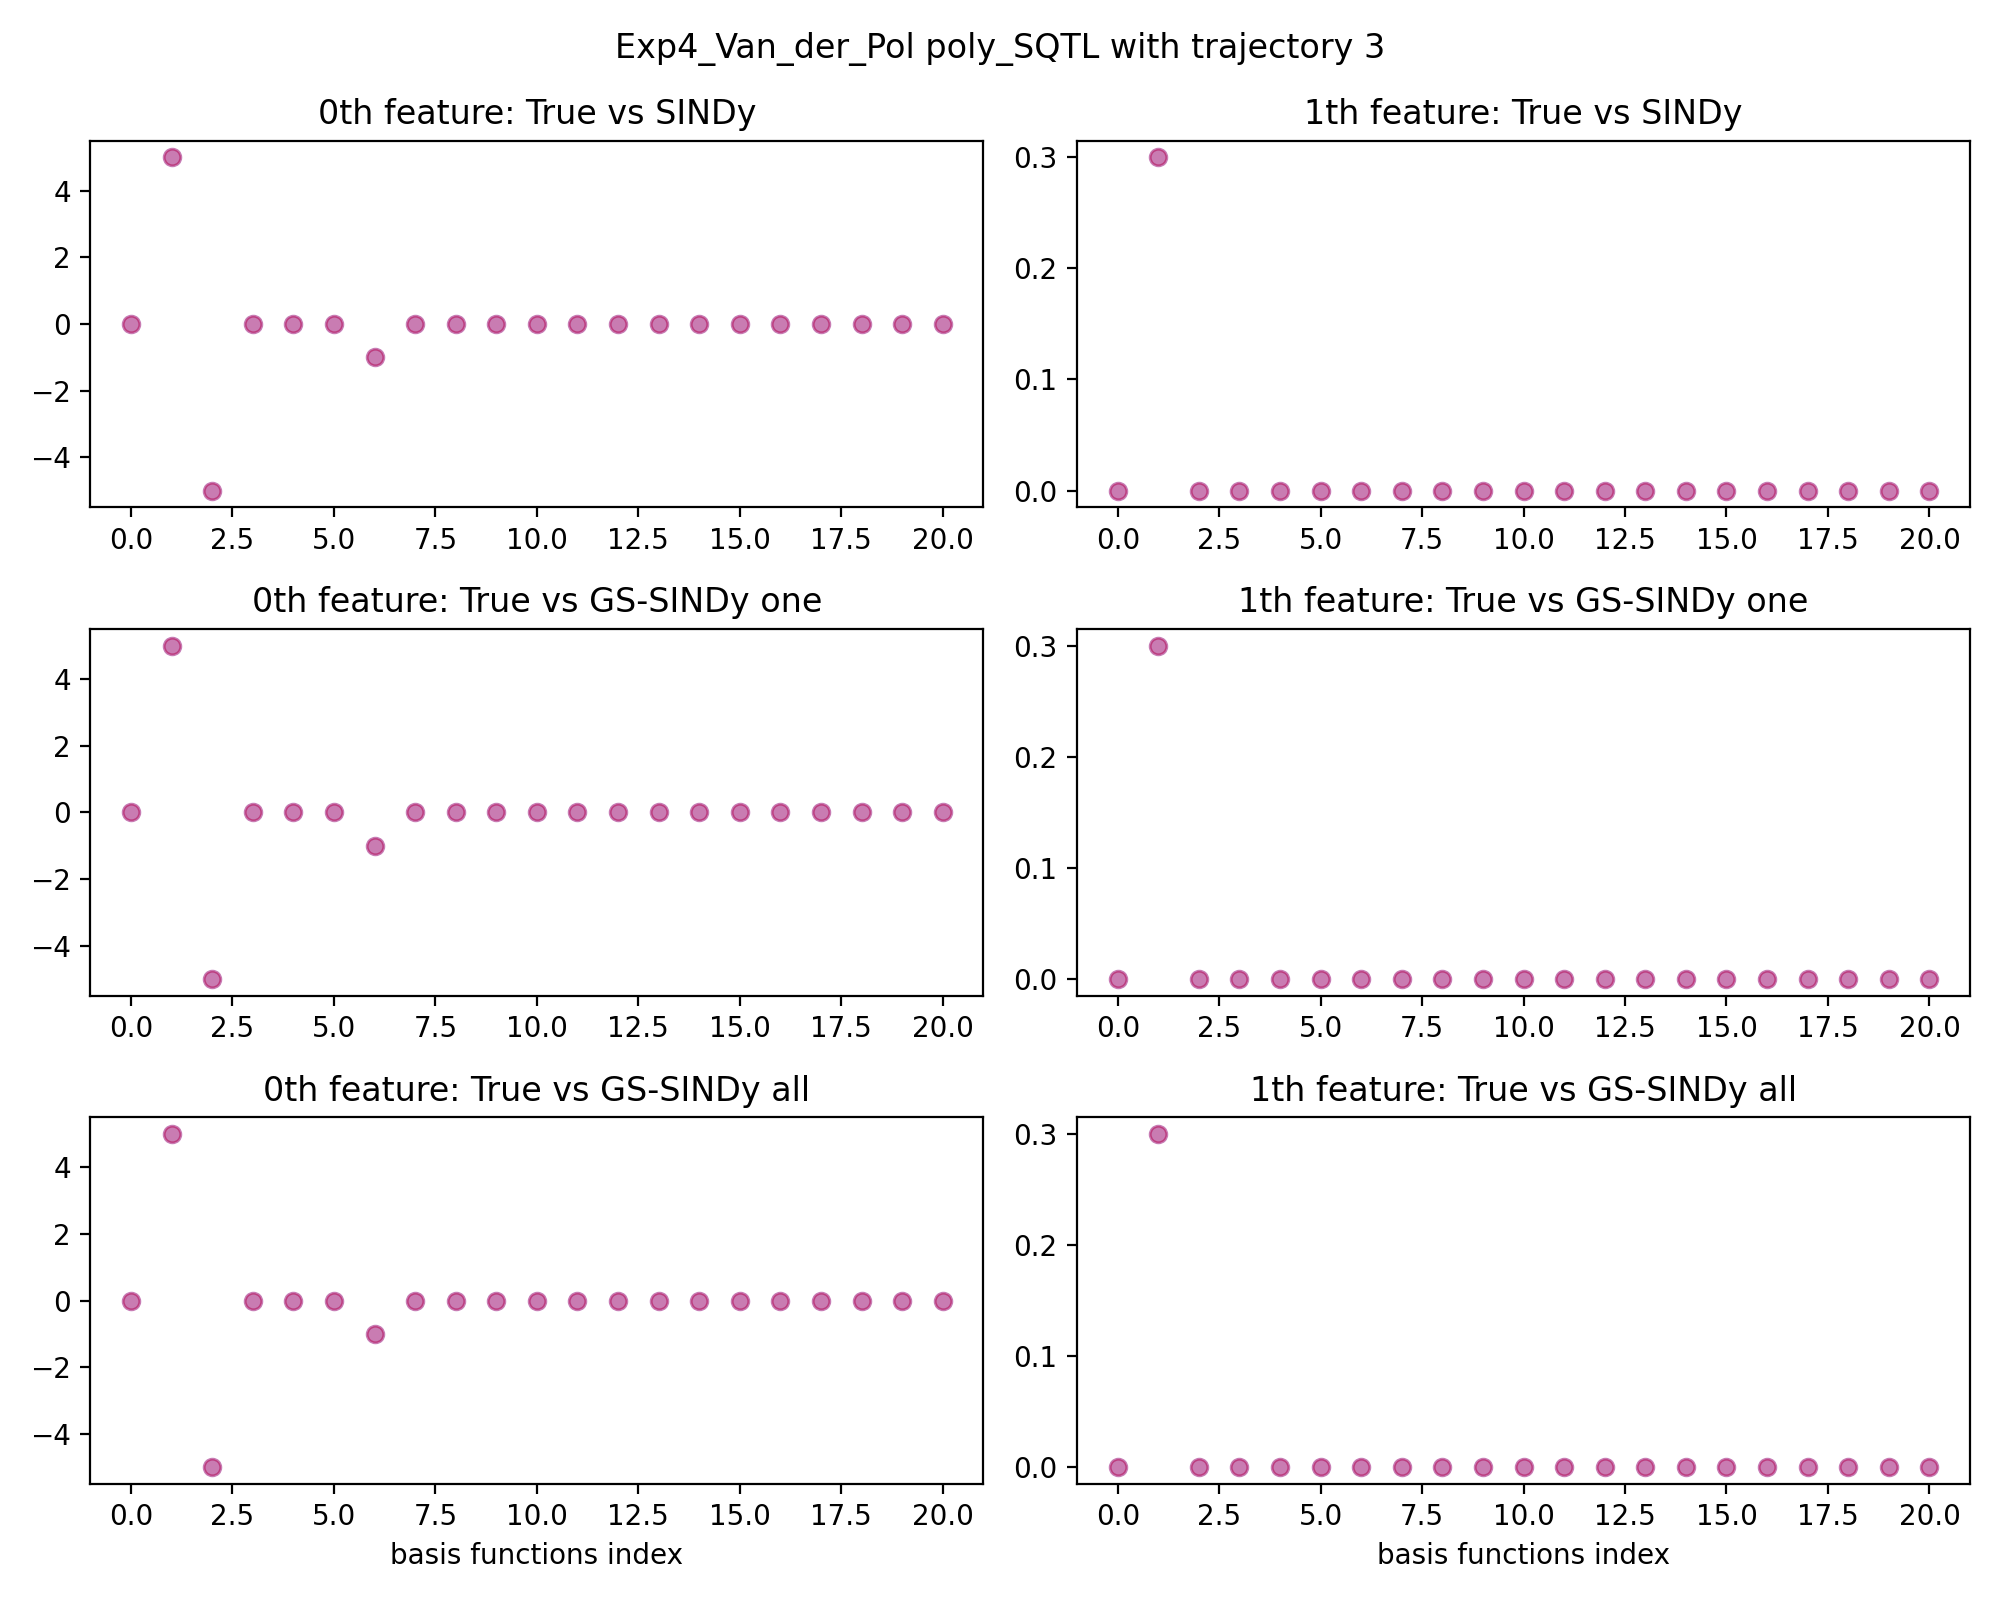 Exp4_Van_der_Pol poly_SQTL with trajectory 3
0th feature: True vs SINDy
1th feature: True vs SINDy
4
2
0
−2
−4
0.3
0.2
0.1
0.0
0.0 2.5 5.0 7.5 10.0 12.5 15.0 17.5 20.0
0.0 2.5 5.0 7.5 10.0 12.5 15.0 17.5 20.0
0th feature: True vs GS-SINDy one
1th feature: True vs GS-SINDy one
4
2
0
−2
−4
0.3
0.2
0.1
0.0
0.0 2.5 5.0 7.5 10.0 12.5 15.0 17.5 20.0
0.0 2.5 5.0 7.5 10.0 12.5 15.0 17.5 20.0
0th feature: True vs GS-SINDy all
1th feature: True vs GS-SINDy all
4
2
0
−2
−4
0.3
0.2
0.1
0.0
0.0 2.5 5.0 7.5 10.0 12.5 15.0 17.5 20.0
0.0 2.5 5.0 7.5 10.0 12.5 15.0 17.5 20.0
basis functions index
basis functions index